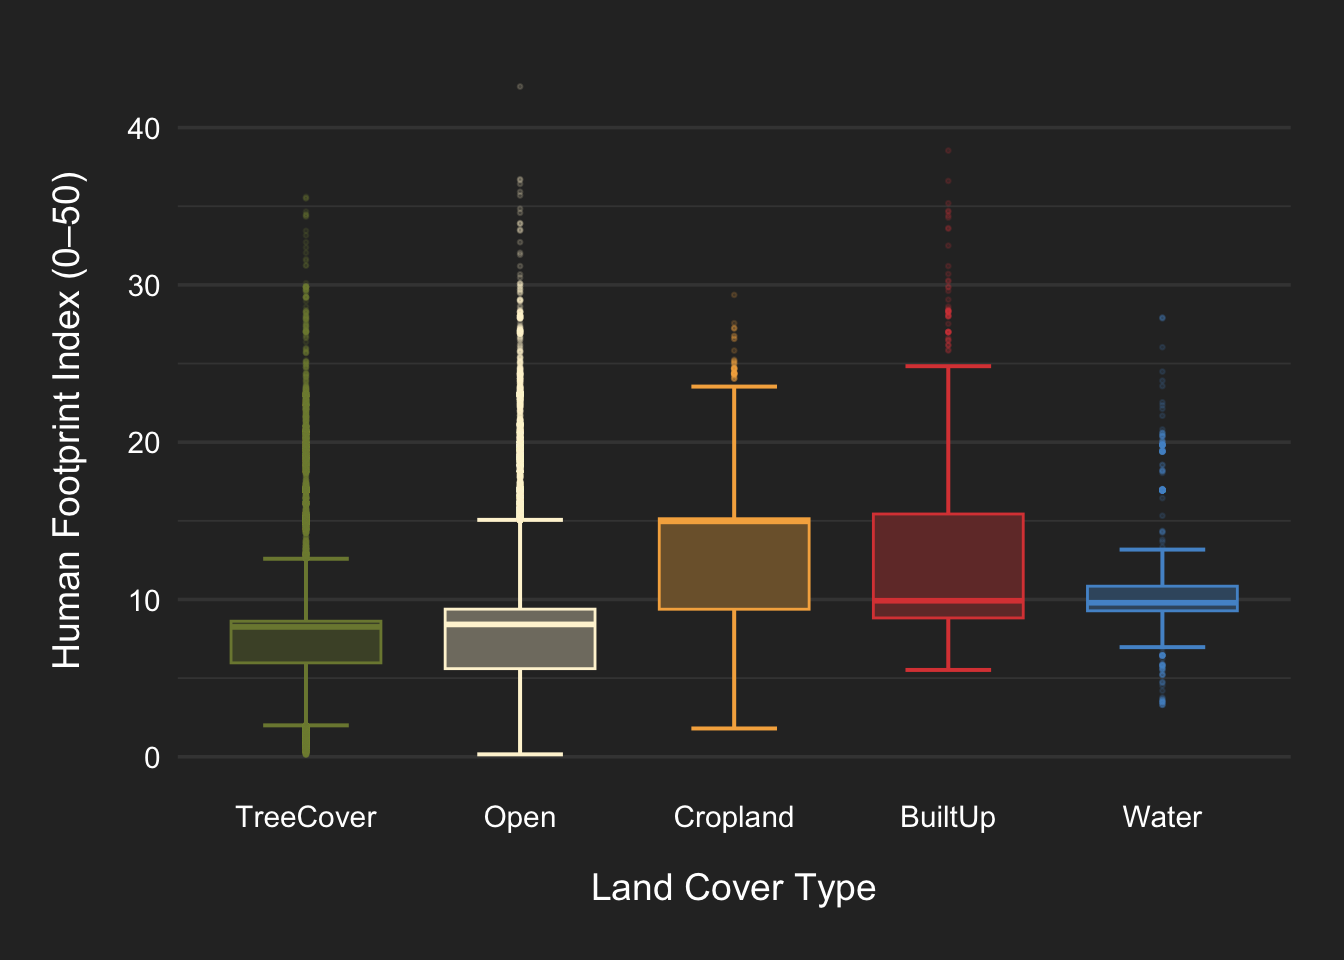 Human Footprint Index (0–50)
40
30
20
10
0
TreeCover
Open
Cropland
BuiltUp
Water
Land Cover Type